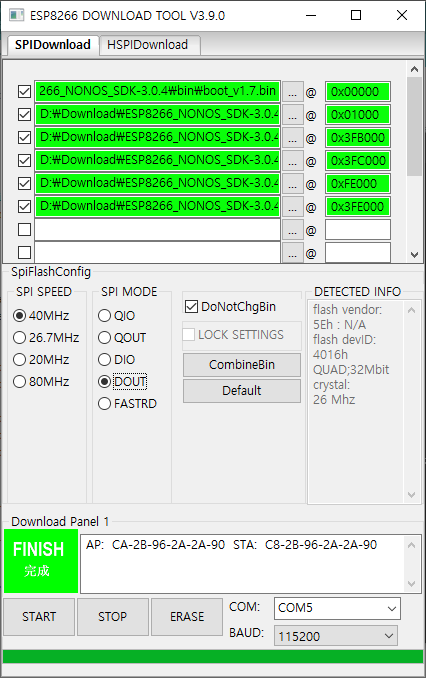 ESP8266 DOWNLOAD TOOL V3.9.0
SPIDownload HSPIDownload
266_NONOS_SDK-3.0.4₩bin₩boot_v1.7.bin ... @ 0x00000
D:₩Download₩ESP8266_NONOS_SDK-3.0.4 ... @ 0x01000
D:₩Download₩ESP8266_NONOS_SDK-3.0.4 ... @ 0x3FB000
D:₩Download₩ESP8266_NONOS_SDK-3.0.4 ... @ 0x3FC000
D:₩Download₩ESP8266_NONOS_SDK-3.0.4 ... @ 0xFE000
D:₩Download₩ESP8266_NONOS_SDK-3.0.4 ... @ 0x3FE000
... @
... @
SpiFlashConfig
SPI SPEED
40MHz
26.7MHz
20MHz
80MHz
SPI MODE
QIO
QOUT
DIO
DOUT
FASTRD
DoNotChgBin
LOCK SETTINGS
CombineBin
Default
DETECTED INFO
flash vendor:
5Eh : N/A
flash devID:
4016h
QUAD;32Mbit
crystal:
26 Mhz
Download Panel 1
FINISH
完成
AP: CA-2B-96-2A-2A-90 STA: C8-2B-96-2A-2A-90
START STOP ERASE
COM: COM5
BAUD: 115200